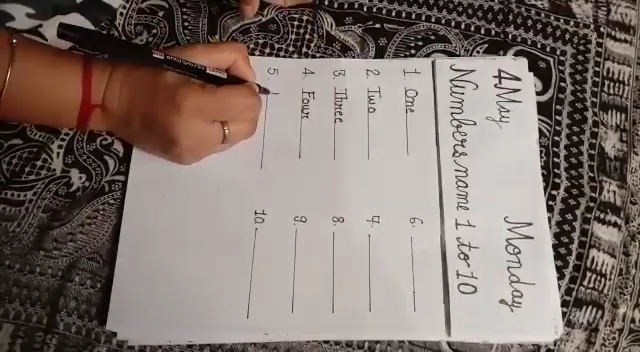 4 May Monday
Numbers name 1 to 10
1. One
2. Two
3. Three
4. Four
5.
6.
7.
8.
9.
10.